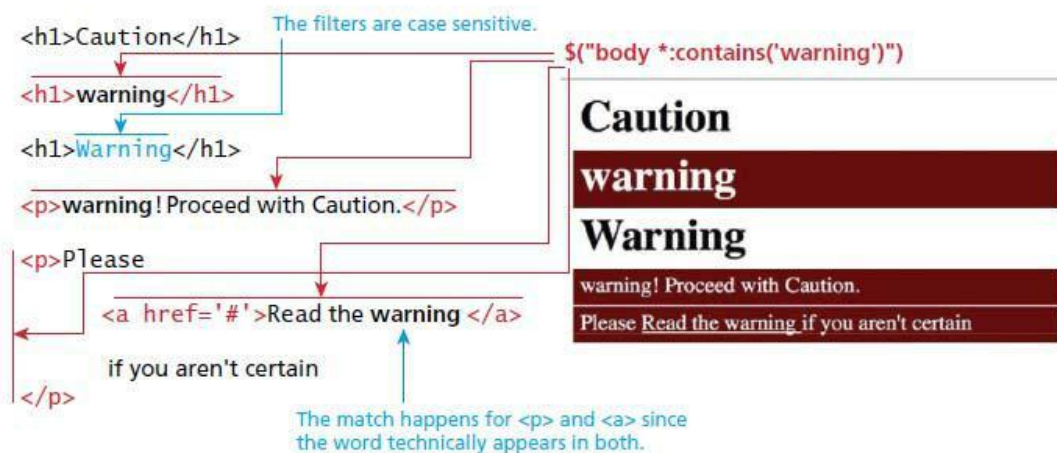 The filters are case sensitive.
<h1>Caution</h1>
$("body *:contains('warning')")
<h1>warning</h1>
<h1>Warning</h1>
<p>warning! Proceed with Caution.</p>
<p>Please
<a href='#'>Read the warning </a>
if you aren't certain
</p>
The match happens for <p> and <a> since
the word technically appears in both.
Caution
warning
Warning
warning! Proceed with Caution.
Please Read the warning if you aren't certain